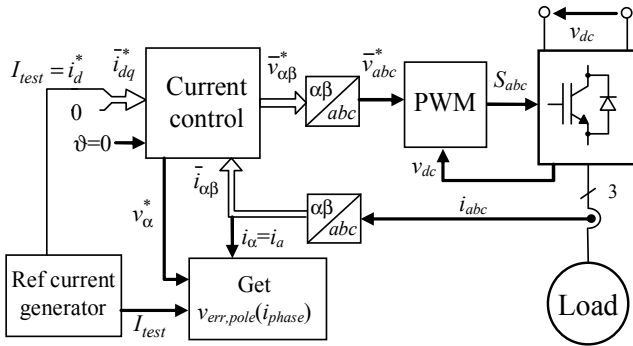 v_dc
I_test = i_d^*
i̅_dq^*
0
ϑ=0
Current
control
v̅_αβ^*
αβ
abc
v̅_abc^*
PWM
S_abc
v_dc
3
i̅_αβ
v_α^*
i_α=i_a
αβ
abc
i_abc
Ref current
generator
I_test
Get
v_err,pole(i_phase)
Load